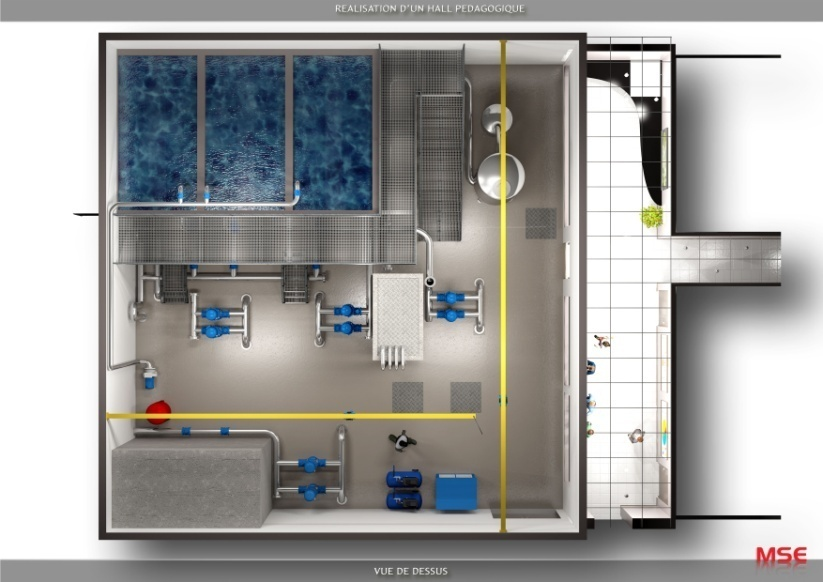 REALISATION D'UN HALL PEDAGOGIQUE
VUE DE DESSUS
MSE